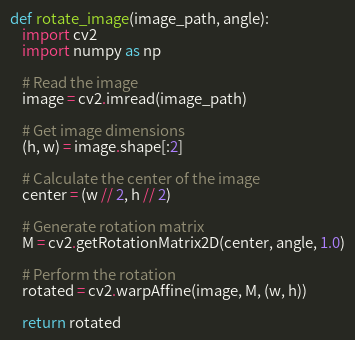 def rotate_image(image_path, angle):
import cv2
import numpy as np
# Read the image
image = cv2.imread(image_path)
# Get image dimensions
(h, w) = image.shape[:2]
# Calculate the center of the image
center = (w // 2, h // 2)
# Generate rotation matrix
M = cv2.getRotationMatrix2D(center, angle, 1.0)
# Perform the rotation
rotated = cv2.warpAffine(image, M, (w, h))
return rotated